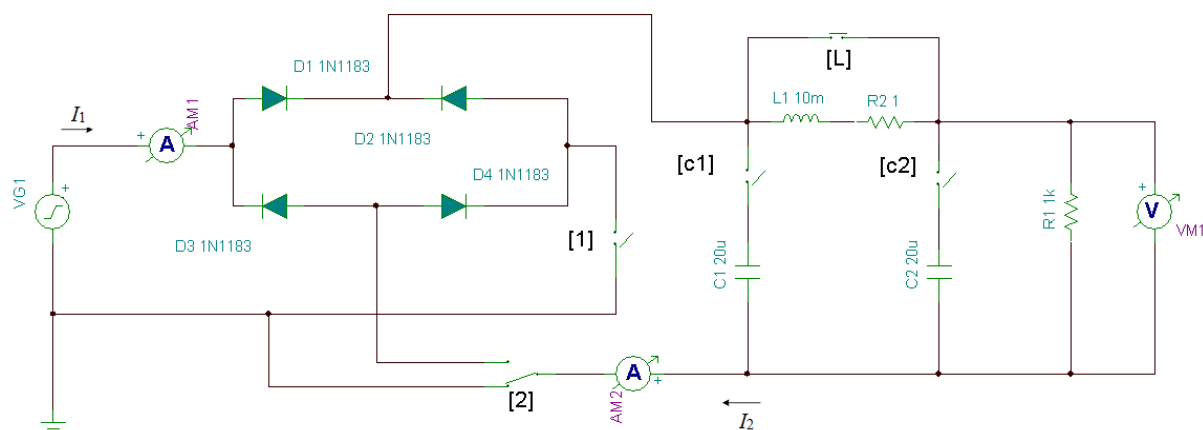 D1 1N1183
I1
+
AM1
A
D2 1N1183
D4 1N1183
D3 1N1183
VG1
+
[1]
[2]
A
+
AM2
I2
[L]
L1 10m
R2 1
[c1]
[c2]
C1 20u
C2 20u
R1 1k
+
V
VM1